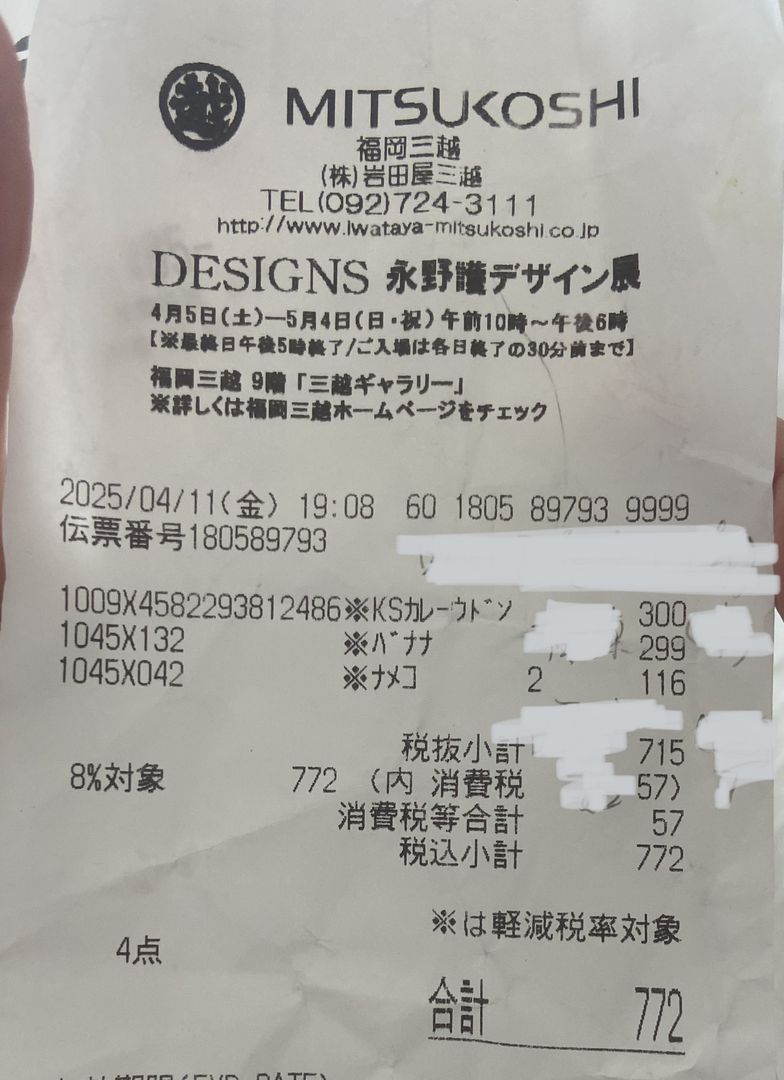 越 MITSUKOSHI
福岡三越
(株)岩田屋三越
TEL(092)724-3111
http://www.iwataya-mitsukoshi.co.jp
DESIGNS 永野護デザイン展
4月5日(土)―5月4日(日・祝)午前10時〜午後6時
【※最終日午後5時終了/ご入場は各日終了の30分前まで】
福岡三越 9階「三越ギャラリー」
※詳しくは福岡三越ホームページをチェック
2025/04/11(金) 19:08 60 1805 89793 9999
伝票番号180589793
1009X4582293812486※KSカレーウドン 300
1045X132 ※バナナ 299
1045X042 ※ナメコ 2 116
税抜小計 715
8%対象 772 (内 消費税 57)
消費税等合計 57
税込小計 772
※は軽減税率対象
4点
合計 772